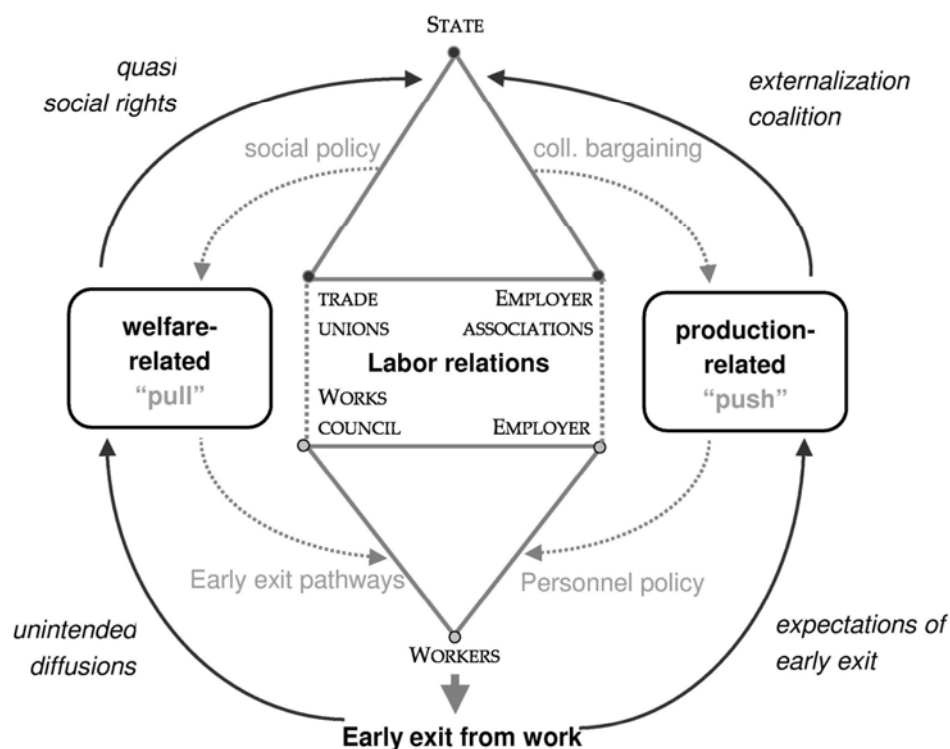 STATE
quasi
social rights
externalization
coalition
social policy
coll. bargaining
TRADE
UNIONS
EMPLOYER
ASSOCIATIONS
welfare-
related
“pull”
Labor relations
production-
related
“push”
WORKS
COUNCIL
EMPLOYER
Early exit pathways
Personnel policy
unintended
diffusions
WORKERS
expectations of
early exit
Early exit from work